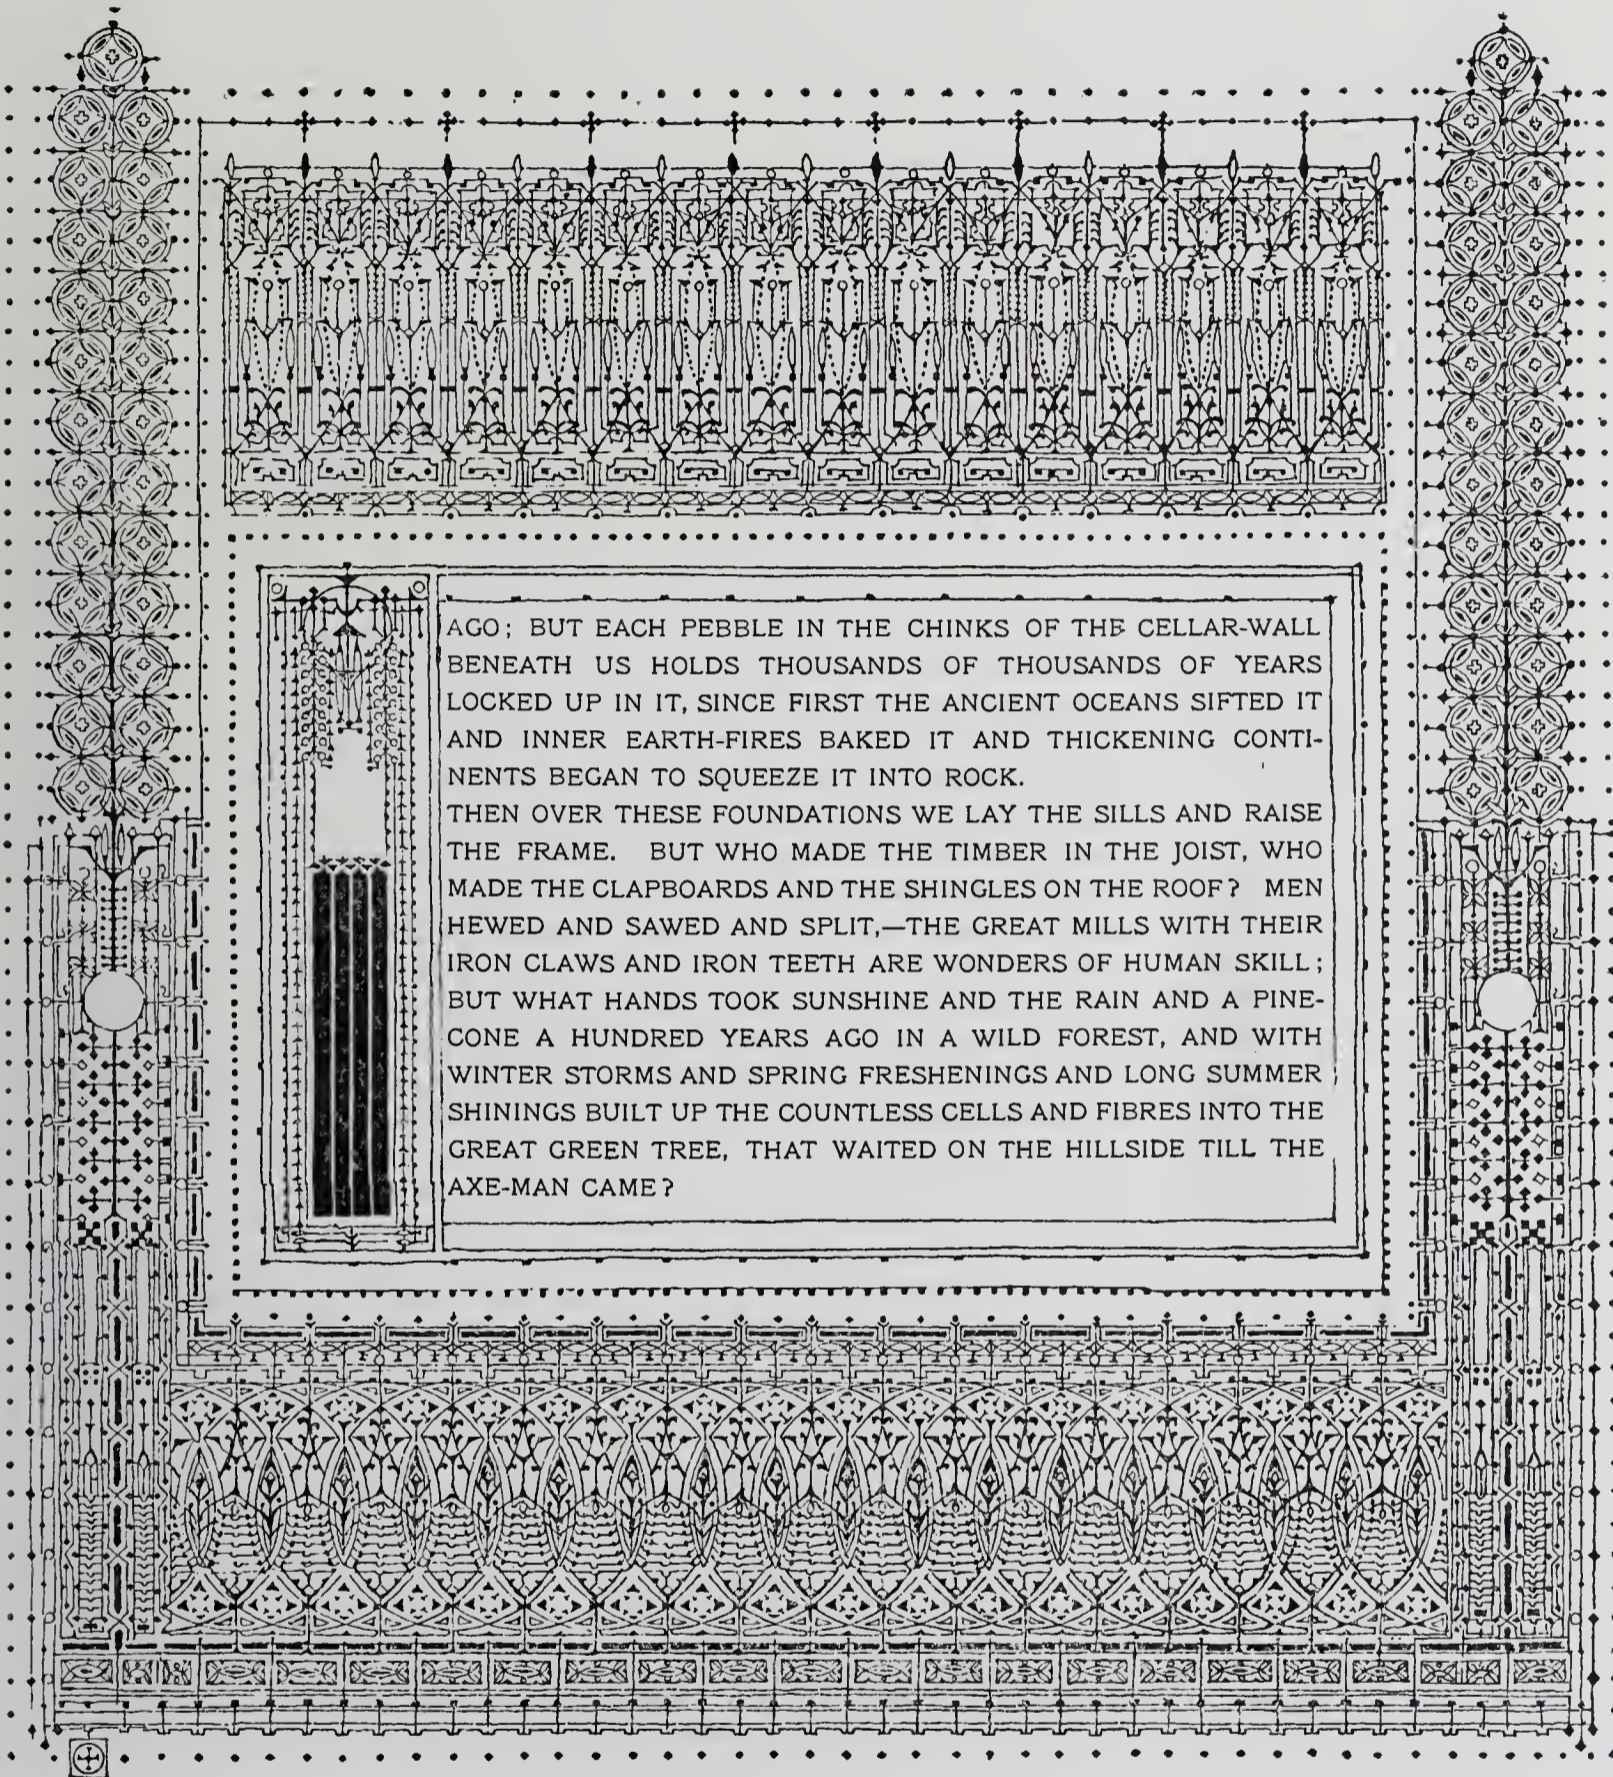 AGO; BUT EACH PEBBLE IN THE CHINKS OF THE CELLAR-WALL
BENEATH US HOLDS THOUSANDS OF THOUSANDS OF YEARS
LOCKED UP IN IT, SINCE FIRST THE ANCIENT OCEANS SIFTED IT
AND INNER EARTH-FIRES BAKED IT AND THICKENING CONTI-
NENTS BEGAN TO SQUEEZE IT INTO ROCK.
THEN OVER THESE FOUNDATIONS WE LAY THE SILLS AND RAISE
THE FRAME. BUT WHO MADE THE TIMBER IN THE JOIST, WHO
MADE THE CLAPBOARDS AND THE SHINGLES ON THE ROOF? MEN
HEWED AND SAWED AND SPLIT,—THE GREAT MILLS WITH THEIR
IRON CLAWS AND IRON TEETH ARE WONDERS OF HUMAN SKILL;
BUT WHAT HANDS TOOK SUNSHINE AND THE RAIN AND A PINE-
CONE A HUNDRED YEARS AGO IN A WILD FOREST, AND WITH
WINTER STORMS AND SPRING FRESHENINGS AND LONG SUMMER
SHININGS BUILT UP THE COUNTLESS CELLS AND FIBRES INTO THE
GREAT GREEN TREE, THAT WAITED ON THE HILLSIDE TILL THE
AXE-MAN CAME?